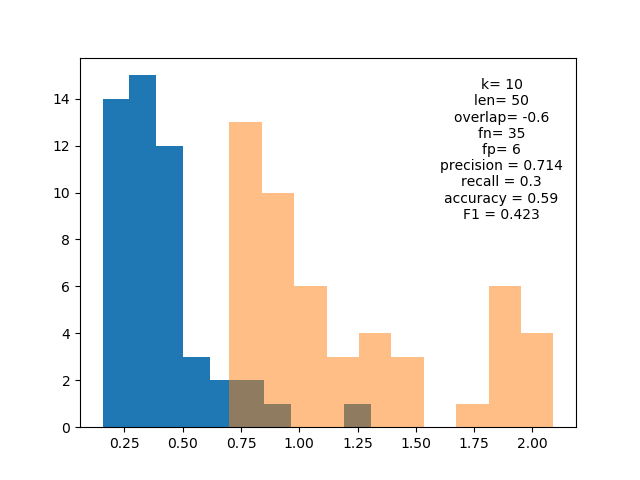 k= 10
len= 50
overlap= -0.6
fn= 35
fp= 6
precision = 0.714
recall = 0.3
accuracy = 0.59
F1 = 0.423
14
12
10
8
6
4
2
0
0.25 0.50 0.75 1.00 1.25 1.50 1.75 2.00